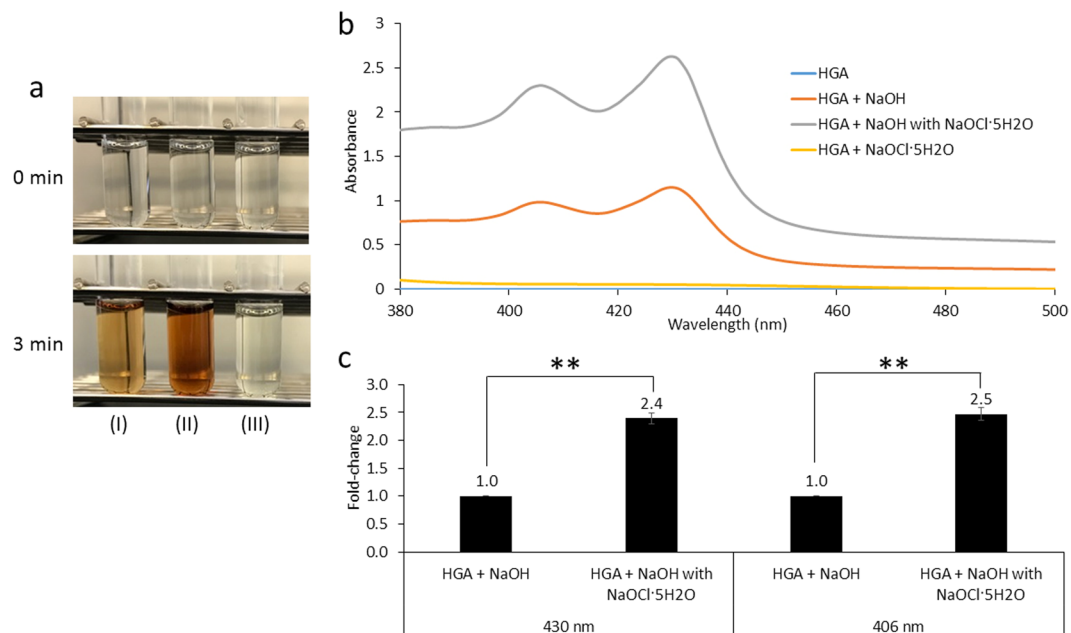 a
0 min
3 min
(I) (II) (III)
b
3
2.5
2
1.5
1
0.5
0
Absorbance
380 400 420 440 460 480 500
Wavelength (nm)
HGA
HGA + NaOH
HGA + NaOH with NaOCl·5H2O
HGA + NaOCl·5H2O
c
3.0
2.5
2.0
1.5
1.0
0.5
0.0
Fold-change
** **
1.0 2.4 1.0 2.5
HGA + NaOH
HGA + NaOH with
NaOCl·5H2O
HGA + NaOH
HGA + NaOH with
NaOCl·5H2O
430 nm 406 nm